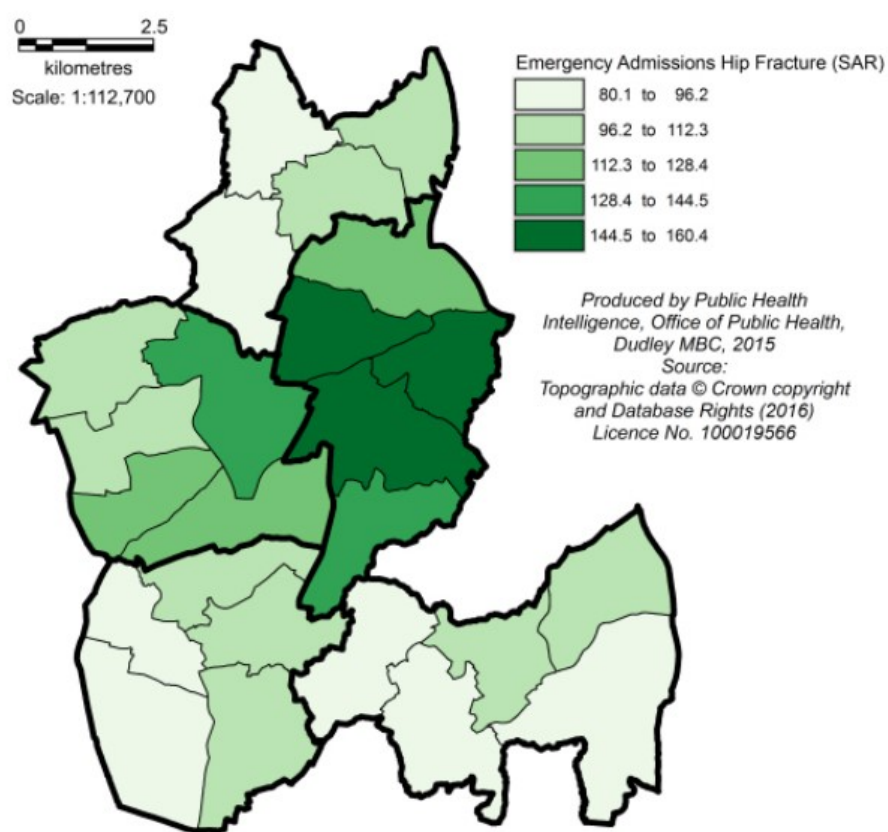 0 2.5
kilometres
Scale: 1:112,700
Emergency Admissions Hip Fracture (SAR)
80.1 to 96.2
96.2 to 112.3
112.3 to 128.4
128.4 to 144.5
144.5 to 160.4
Produced by Public Health
Intelligence, Office of Public Health,
Dudley MBC, 2015
Source:
Topographic data © Crown copyright
and Database Rights (2016)
Licence No. 100019566